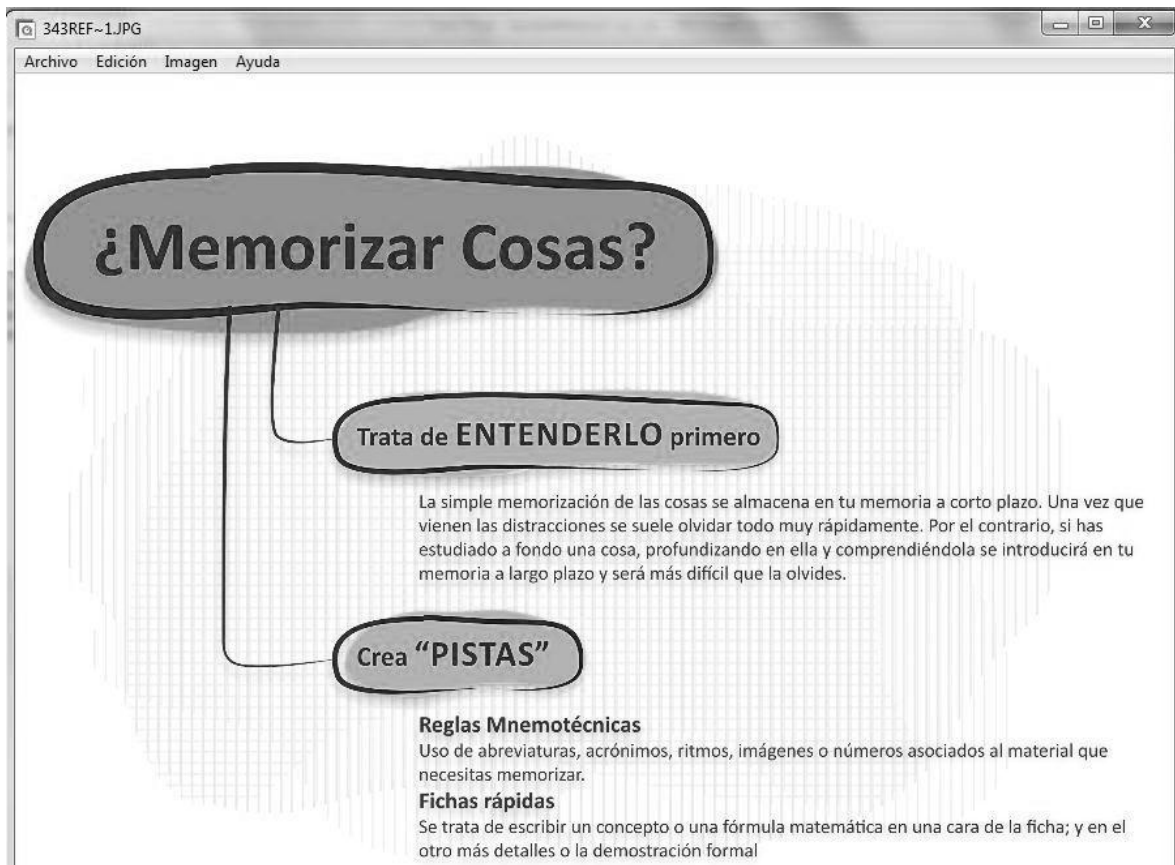 343REF~1.JPG
Archivo Edición Imagen Ayuda
¿Memorizar Cosas?
Trata de ENTENDERLO primero
La simple memorización de las cosas se almacena en tu memoria a corto plazo. Una vez que
vienen las distracciones se suele olvidar todo muy rápidamente. Por el contrario, si has
estudiado a fondo una cosa, profundizando en ella y comprendiéndola se introducirá en tu
memoria a largo plazo y será más difícil que la olvides.
Crea “PISTAS”
Reglas Mnemotécnicas
Uso de abreviaturas, acrónimos, ritmos, imágenes o números asociados al material que
necesitas memorizar.
Fichas rápidas
Se trata de escribir un concepto o una fórmula matemática en una cara de la ficha; y en el
otro más detalles o la demostración formal